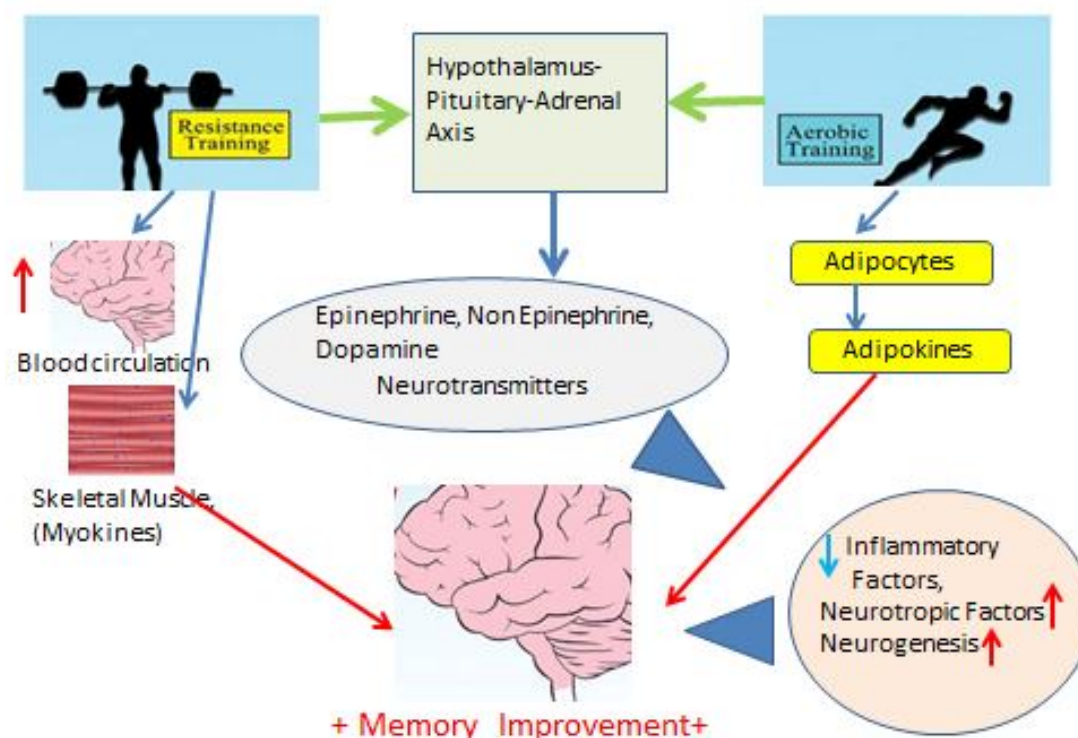 Resistance
Training
Hypothalamus-
Pituitary-Adrenal
Axis
Aerobic
Training
Blood circulation
Skeletal Muscle,
(Myokines)
Epinephrine, Non Epinephrine,
Dopamine
Neurotransmitters
Adipocytes
Adipokines
Inflammatory
Factors,
Neurotropic Factors
Neurogenesis
+ Memory Improvement+